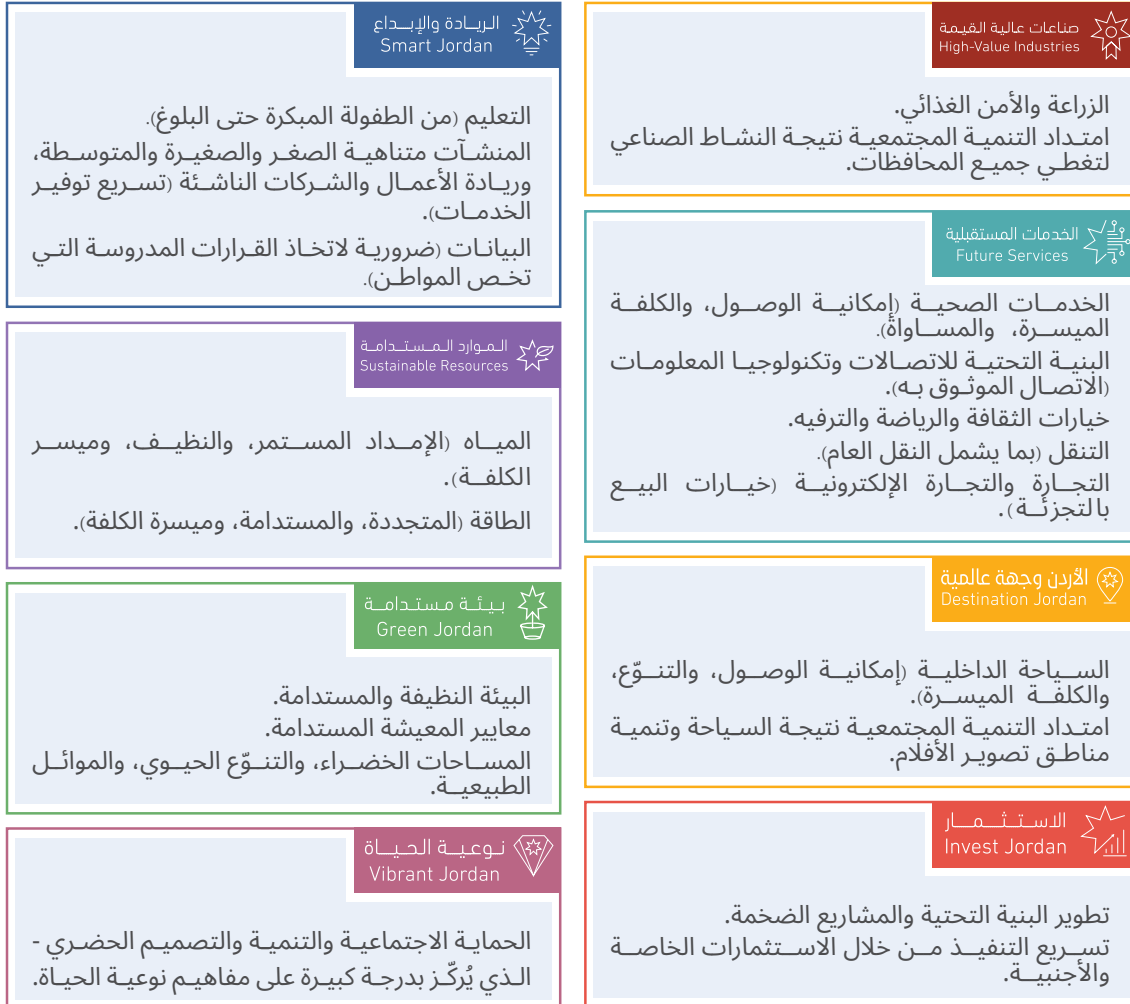 صناعات عالية القيمة
High-Value Industries
الزراعة والأمن الغذائي.
امتداد التنمية المجتمعية نتيجة النشاط الصناعي
لتغطي جميع المحافظات.
الخدمات المستقبلية
Future Services
الخدمات الصحية (إمكانية الوصول، والكلفة
الميسرة، والمساواة).
البنية التحتية للاتصالات وتكنولوجيا المعلومات
(الاتصال الموثوق به).
خيارات الثقافة والرياضة والترفيه.
التنقل (بما يشمل النقل العام).
التجارة والتجارة الإلكترونية (خيارات البيع
بالتجزئة).
الأردن وجهة عالمية
Destination Jordan
السياحة الداخلية (إمكانية الوصول، والتنوّع،
والكلفة الميسرة).
امتداد التنمية المجتمعية نتيجة السياحة وتنمية
مناطق تصوير الأفلام.
الاستثمار
Invest Jordan
تطوير البنية التحتية والمشاريع الضخمة.
تسريع التنفيذ من خلال الاستثمارات الخاصة
والأجنبية.
الريادة والإبداع
Smart Jordan
التعليم (من الطفولة المبكرة حتى البلوغ).
المنشآت متناهية الصغر والصغيرة والمتوسطة،
وريادة الأعمال والشركات الناشئة (تسريع توفير
الخدمات).
البيانات (ضرورية لاتخاذ القرارات المدروسة التي
تخص المواطن).
الموارد المستدامة
Sustainable Resources
المياه (الإمداد المستمر، والنظيف، وميسر
الكلفة).
الطاقة (المتجددة، والمستدامة، وميسرة الكلفة).
بيئة مستدامة
Green Jordan
البيئة النظيفة والمستدامة.
معايير المعيشة المستدامة.
المساحات الخضراء، والتنوّع الحيوي، والموائل
الطبيعية.
نوعية الحياة
Vibrant Jordan
الحماية الاجتماعية والتنمية والتصميم الحضري -
الذي يُركّز بدرجة كبيرة على مفاهيم نوعية الحياة.